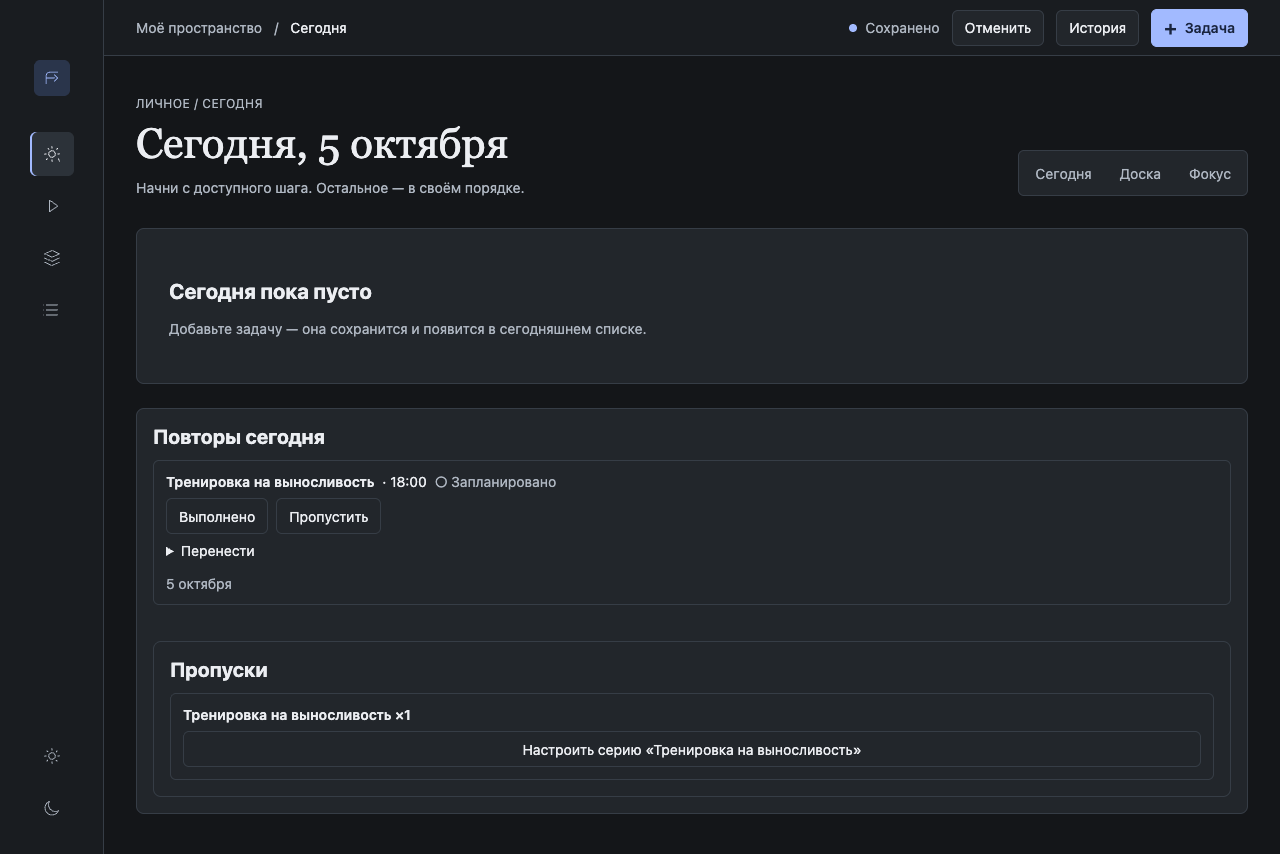 Моё пространство / Сегодня
Сохранено
Отменить
История
+ Задача
ЛИЧНОЕ / СЕГОДНЯ
Сегодня, 5 октября
Начни с доступного шага. Остальное — в своём порядке.
Сегодня Доска Фокус
Сегодня пока пусто
Добавьте задачу — она сохранится и появится в сегодняшнем списке.
Повторы сегодня
Тренировка на выносливость · 18:00 Запланировано
Выполнено Пропустить
Перенести
5 октября
Пропуски
Тренировка на выносливость ×1
Настроить серию «Тренировка на выносливость»